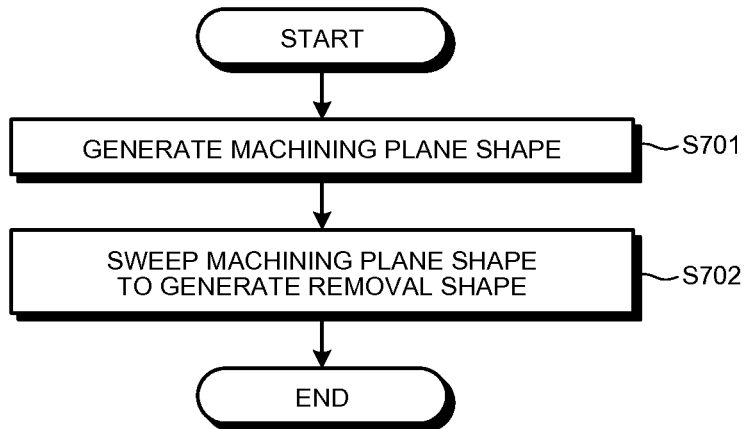 START
GENERATE MACHINING PLANE SHAPE
S701
SWEEP MACHINING PLANE SHAPE
TO GENERATE REMOVAL SHAPE
S702
END